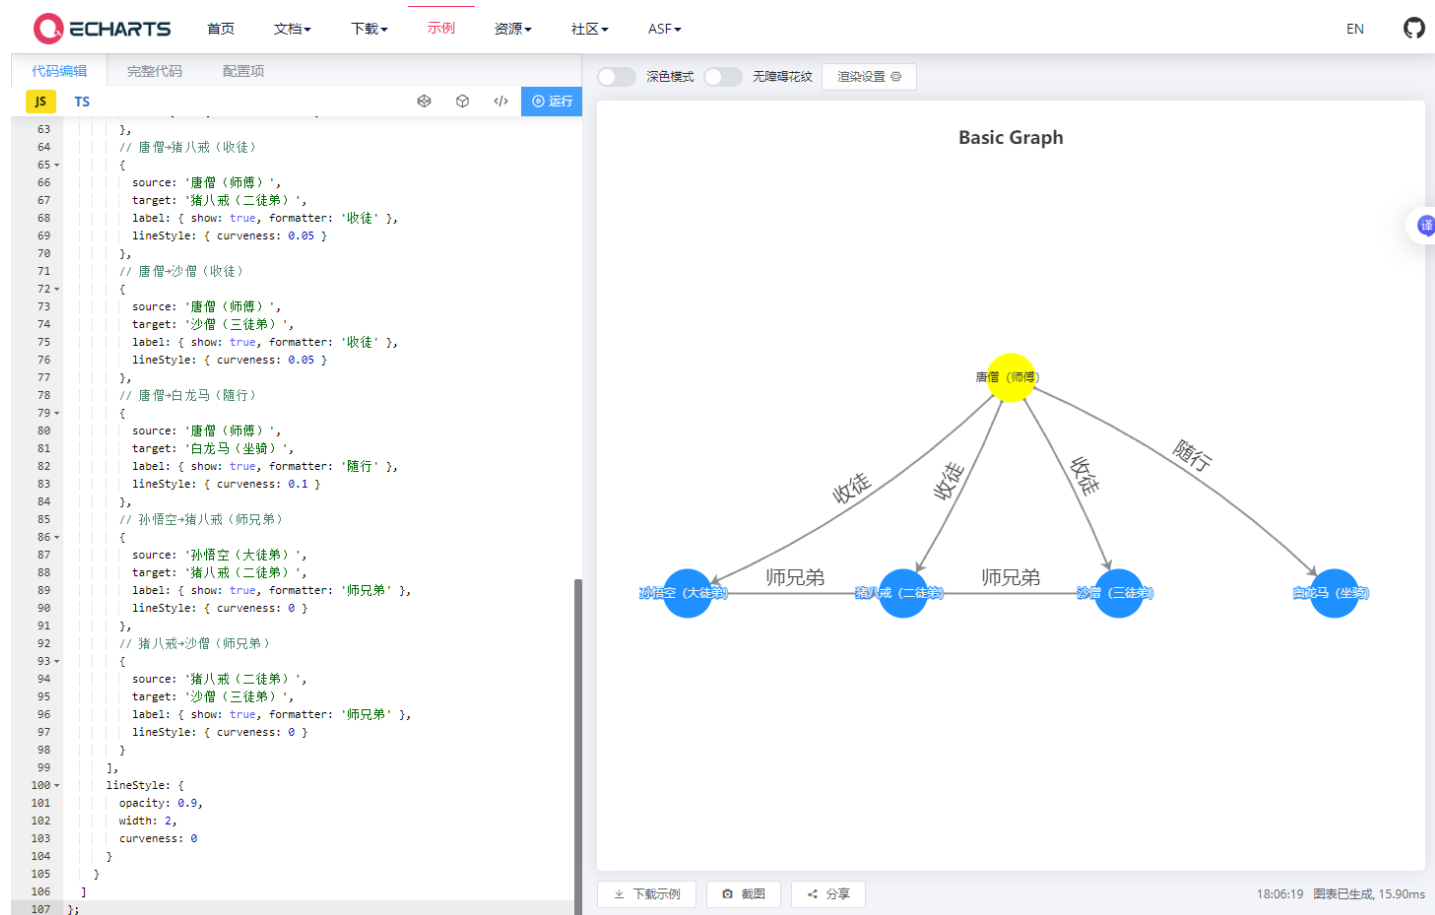 ECHARTS 首页 文档 下载 示例 资源 社区 ASF EN
代码编辑 完整代码 配置项
JS TS 运行
63 },
64 // 唐僧→猪八戒（收徒）
65 {
66 source: '唐僧（师傅）',
67 target: '猪八戒（二徒弟）',
68 label: { show: true, formatter: '收徒' },
69 lineStyle: { curveness: 0.05 }
70 },
71 // 唐僧→沙僧（收徒）
72 {
73 source: '唐僧（师傅）',
74 target: '沙僧（三徒弟）',
75 label: { show: true, formatter: '收徒' },
76 lineStyle: { curveness: 0.05 }
77 },
78 // 唐僧→白龙马（随行）
79 {
80 source: '唐僧（师傅）',
81 target: '白龙马（坐骑）',
82 label: { show: true, formatter: '随行' },
83 lineStyle: { curveness: 0.1 }
84 },
85 // 孙悟空→猪八戒（师兄弟）
86 {
87 source: '孙悟空（大徒弟）',
88 target: '猪八戒（二徒弟）',
89 label: { show: true, formatter: '师兄弟' },
90 lineStyle: { curveness: 0 }
91 },
92 // 猪八戒→沙僧（师兄弟）
93 {
94 source: '猪八戒（二徒弟）',
95 target: '沙僧（三徒弟）',
96 label: { show: true, formatter: '师兄弟' },
97 lineStyle: { curveness: 0 }
98 }
99 ],
100 lineStyle: {
101 opacity: 0.9,
102 width: 2,
103 curveness: 0
104 }
105 }
106 ]
107 };
深色模式 无障碍花纹 渲染设置
Basic Graph
译
唐僧（师傅）
收徒 收徒 收徒 随行
师兄弟 师兄弟
孙悟空（大徒弟） 猪八戒（二徒弟） 沙僧（三徒弟） 白龙马（坐骑）
下载示例 截图 分享 18:06:19 图表已生成, 15.90ms